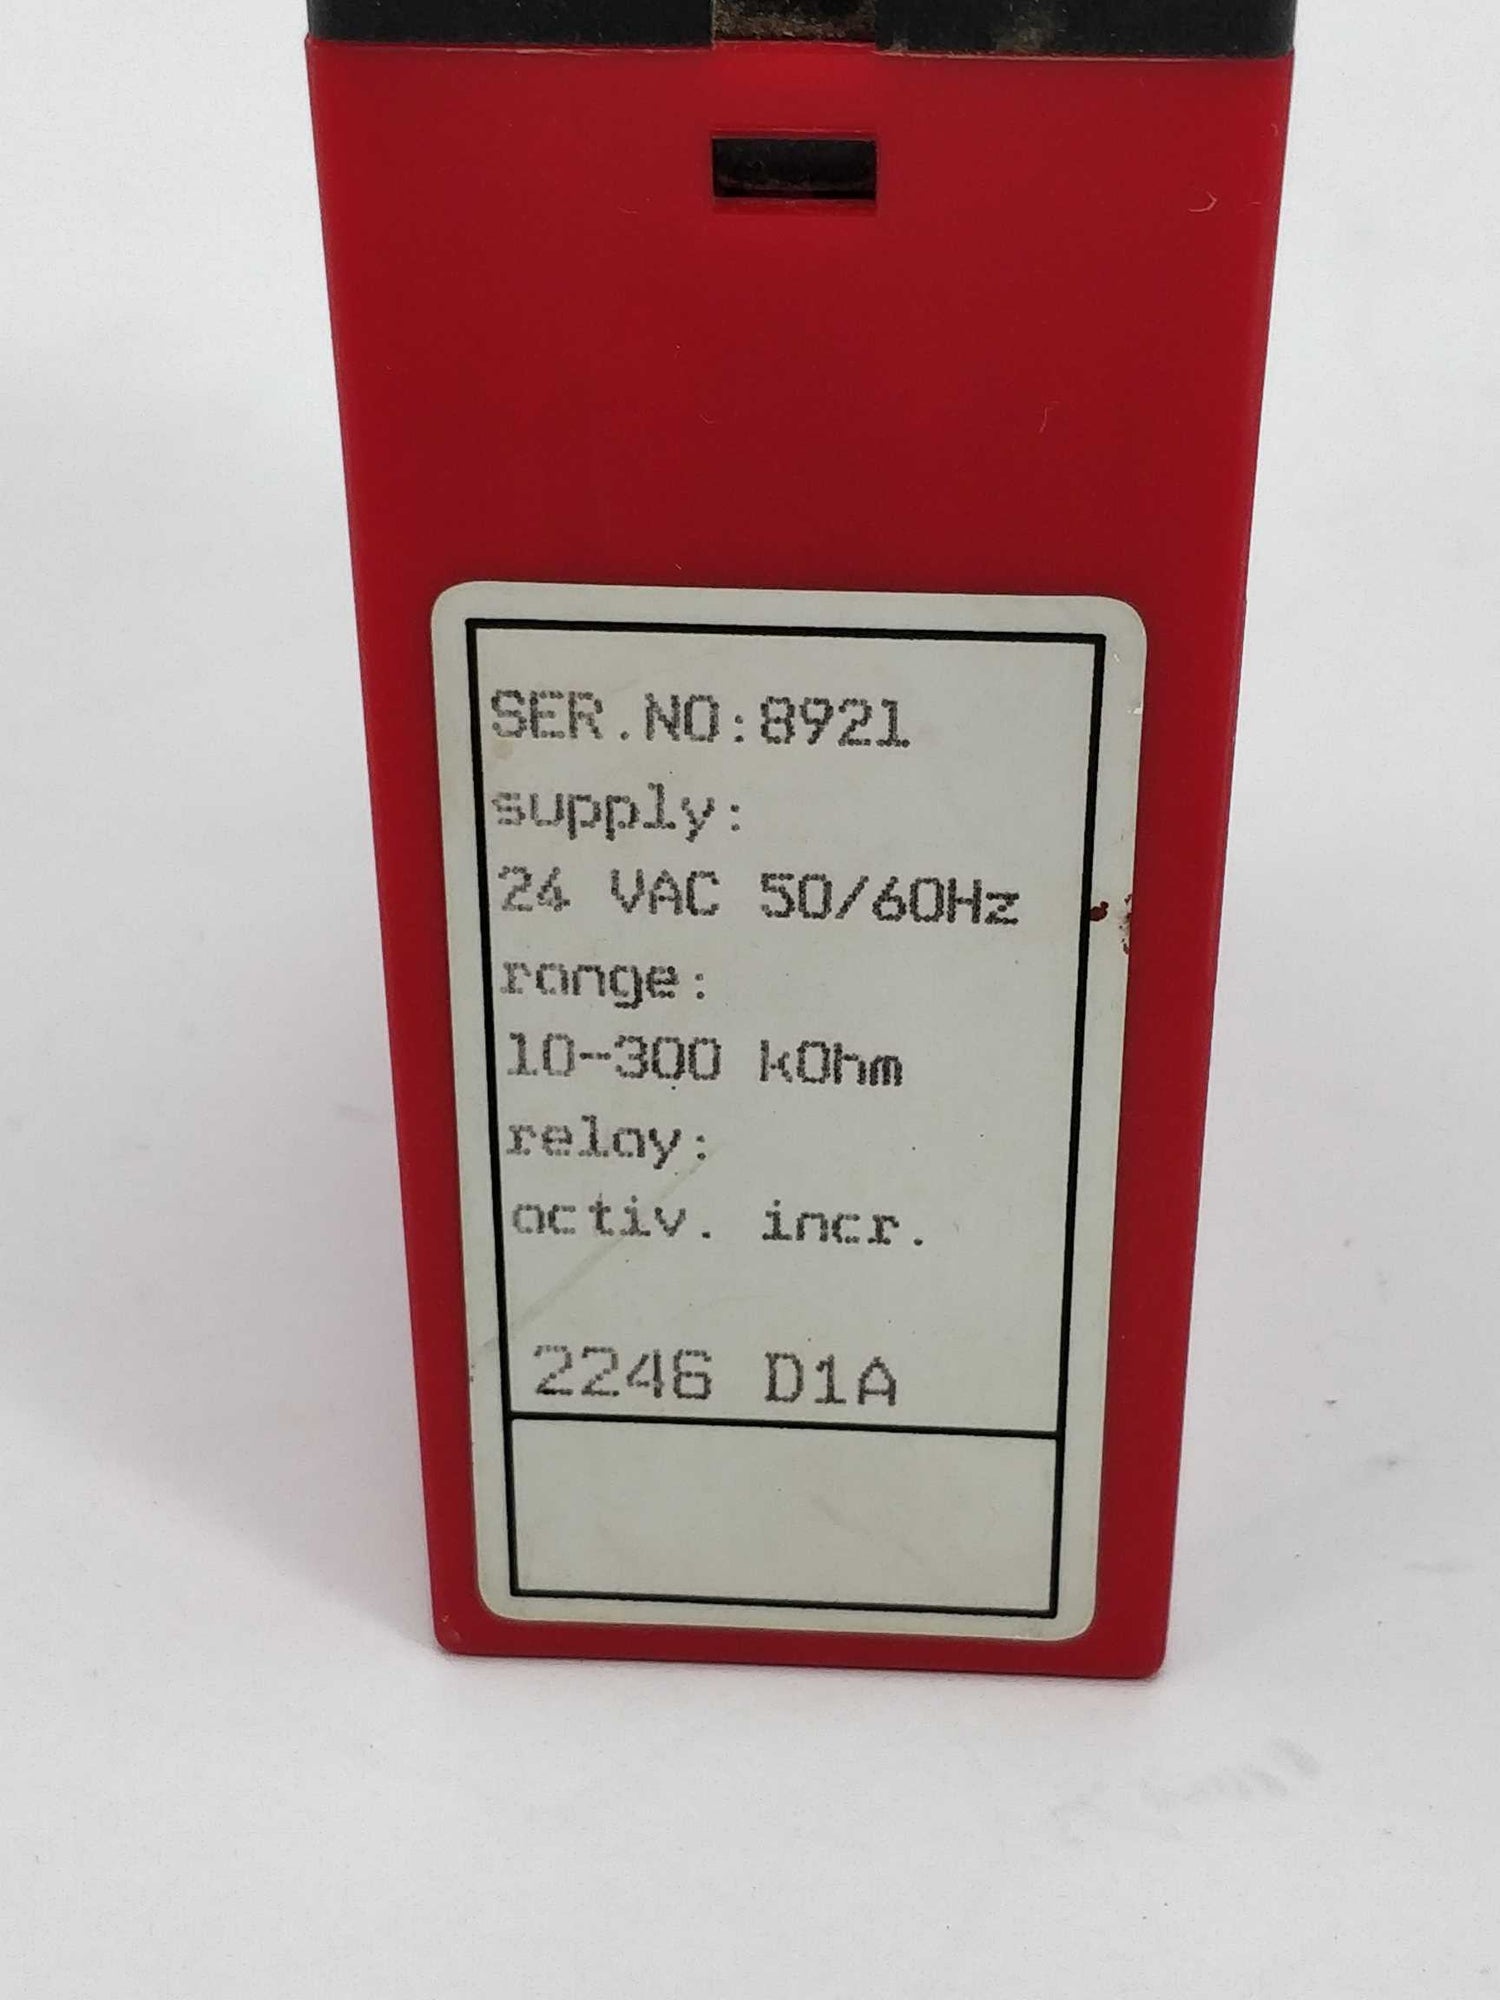 SER.NO:8921
supply:
24 VAC 50/60Hz
range:
10-300 kOhm
relay:
activ. incr.
2246 D1A